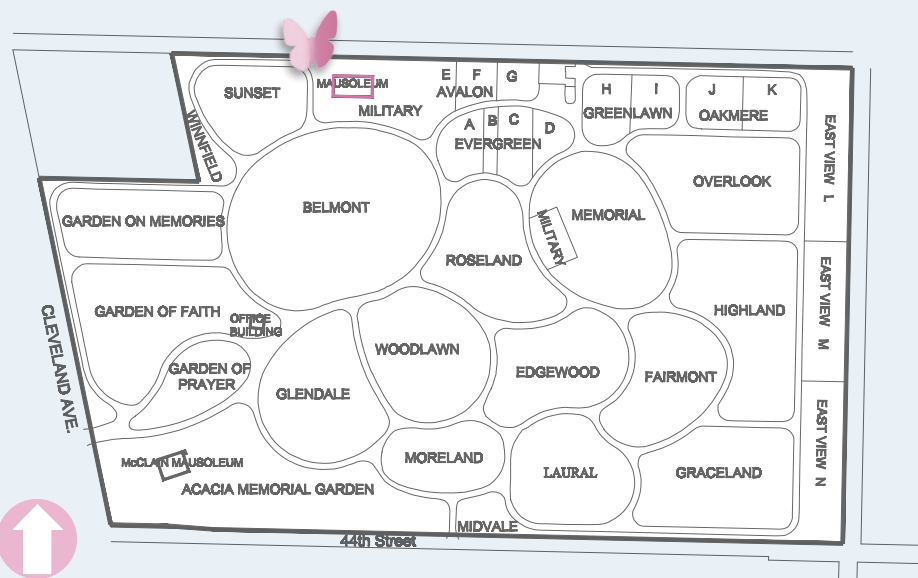 E
F
G
MAUSOLEUM
AVALON
SUNSET
MILITARY
H
I
GREENLAWN
J
K
OAKMERE
WINNFIELD
A
B
C
D
EVERGREEN
EAST VIEW L
OVERLOOK
BELMONT
GARDEN ON MEMORIES
MEMORIAL
MILITARY
ROSELAND
GARDEN OF FAITH
OFFICE
BUILDING
HIGHLAND
EAST VIEW M
CLEVELAND AVE.
WOODLAWN
GARDEN OF
PRAYER
EDGEWOOD
FAIRMONT
GLENDALE
EAST VIEW N
McCLAIN MAUSOLEUM
MORELAND
LAURAL
GRACELAND
ACACIA MEMORIAL GARDEN
MIDVALE
44th Street